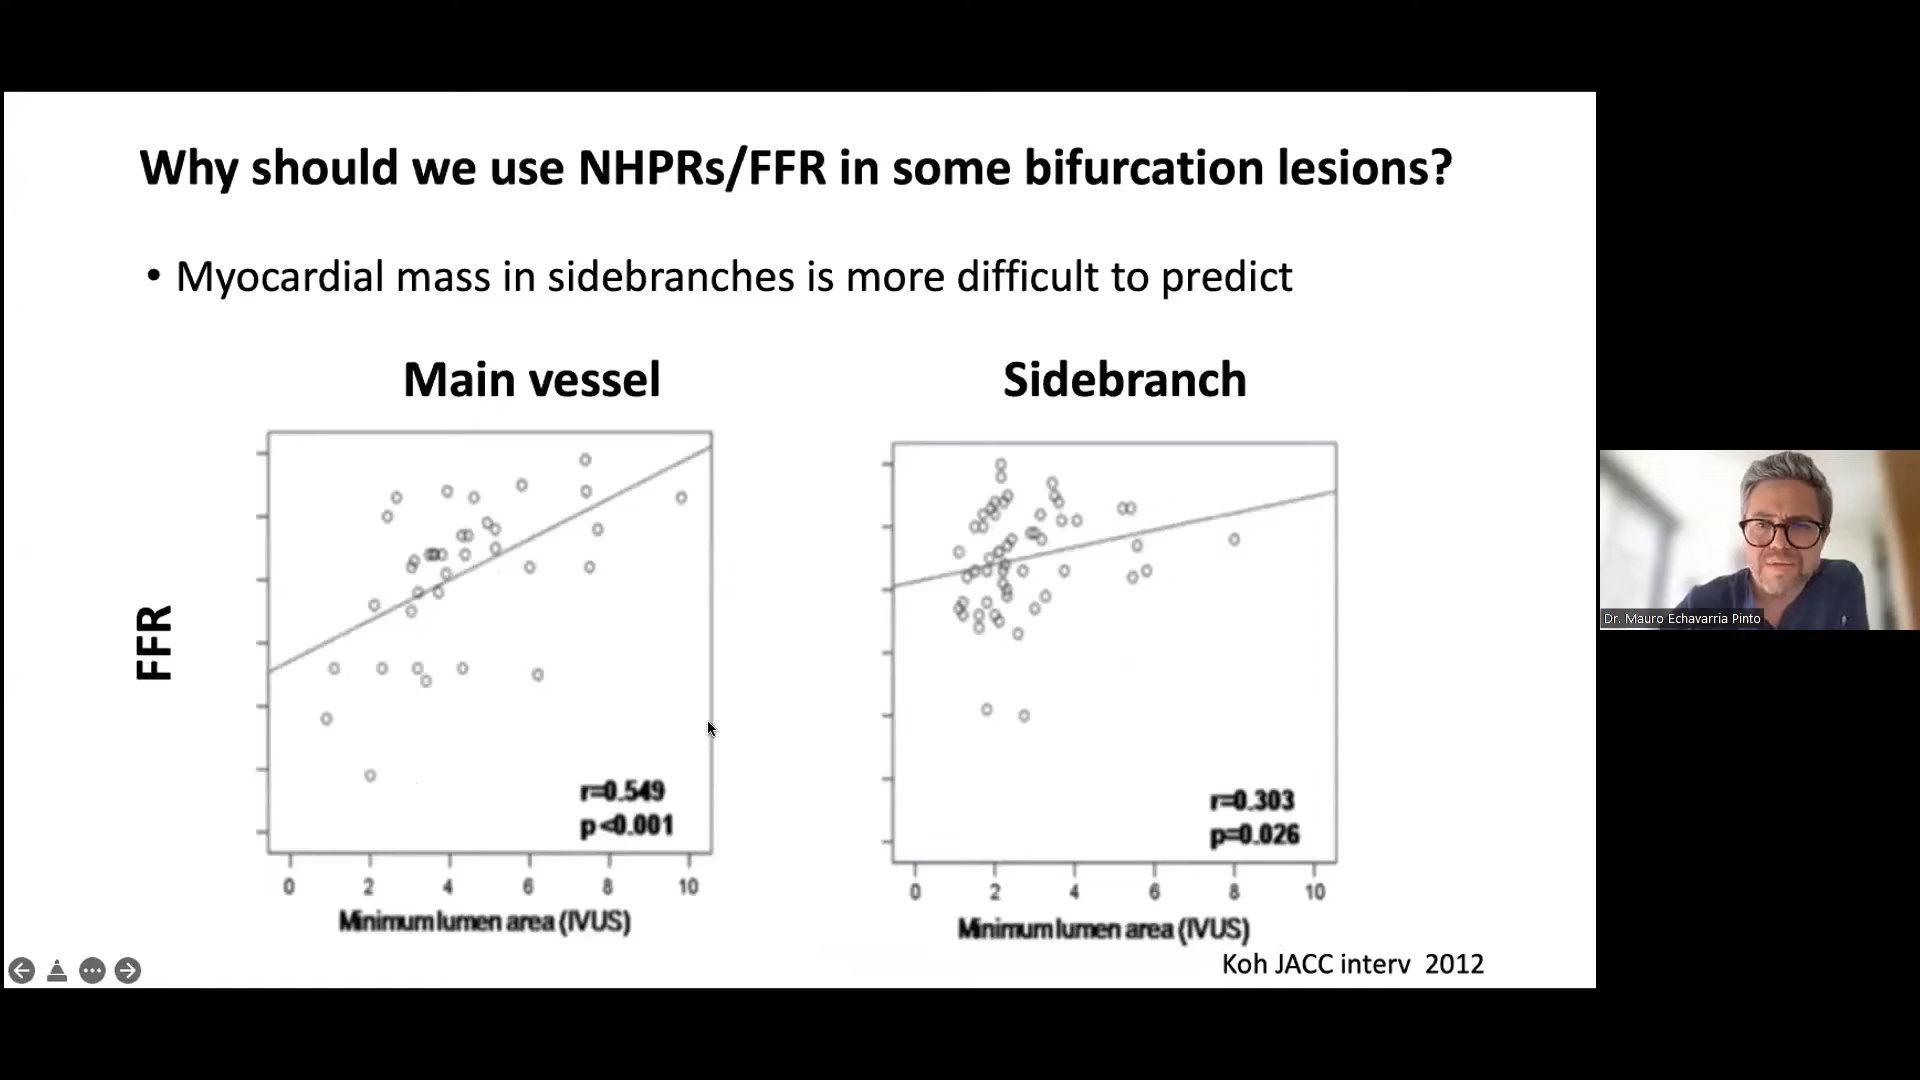 Why should we use NHPRs/FFR in some bifurcation lesions?
• Myocardial mass in sidebranches is more difficult to predict
Main vessel
Sidebranch
FFR
r=0.549
p<0.001
0 2 4 6 8 10
Minimum lumen area (IVUS)
r=0.303
p=0.026
0 2 4 6 8 10
Minimum lumen area (IVUS)
Koh JACC interv 2012
Dr. Mauro Echavarria Pinto